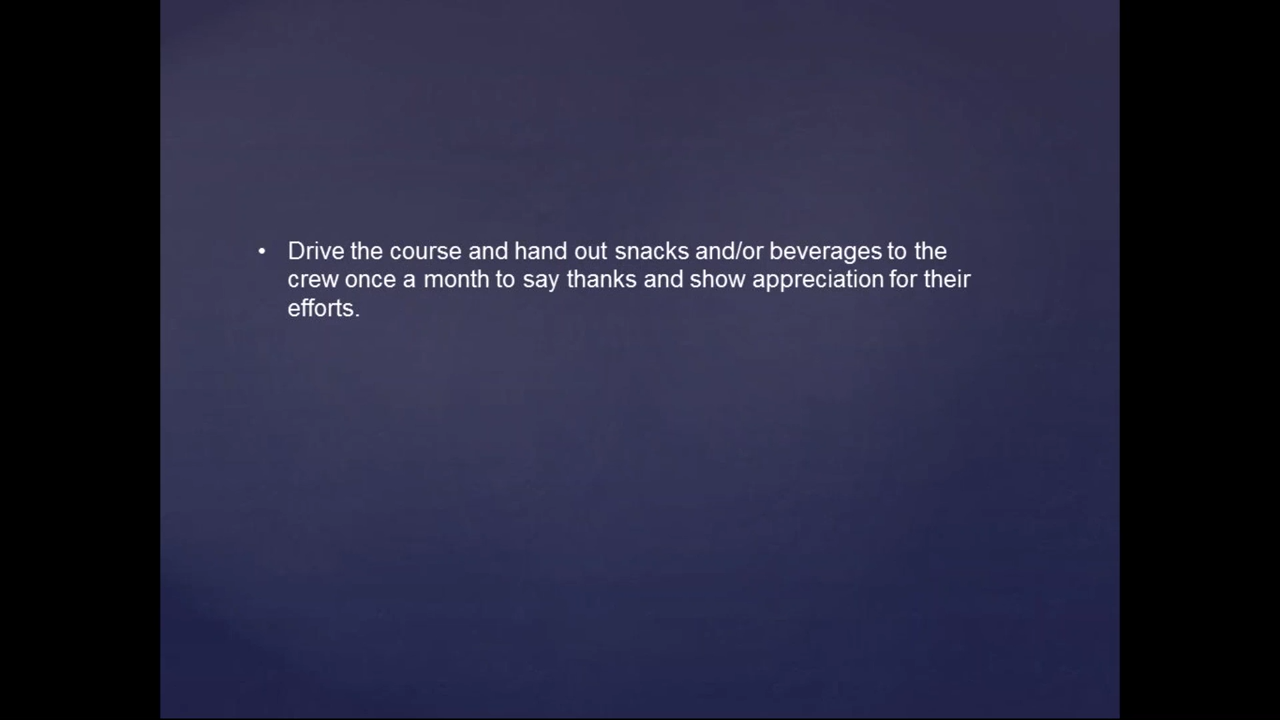 • Drive the course and hand out snacks and/or beverages to the
crew once a month to say thanks and show appreciation for their
efforts.